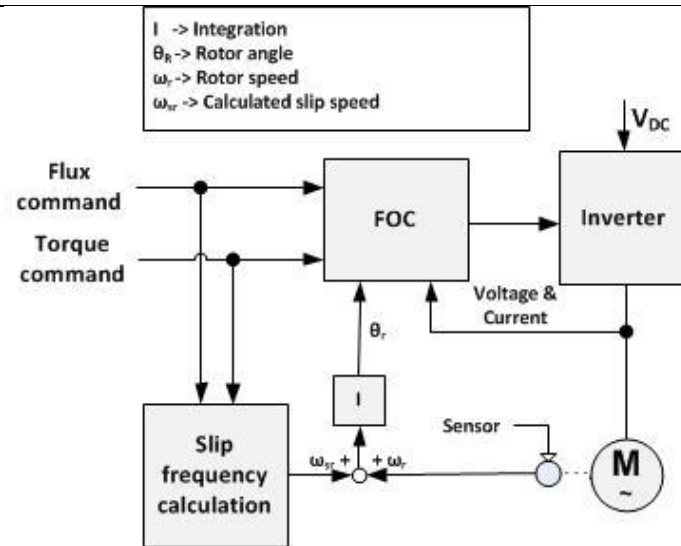 I -> Integration
θR -> Rotor angle
ωr -> Rotor speed
ωsr -> Calculated slip speed
VDC
Flux
command
FOC
Inverter
Torque
command
Voltage &
Current
θr
I
Slip
frequency
calculation
Sensor
ωsr +
+ ωr
M
~